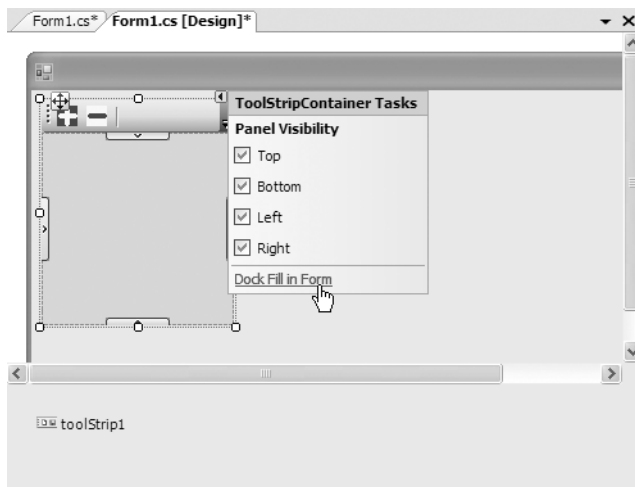 Form1.cs* Form1.cs [Design]*
ToolStripContainer Tasks
Panel Visibility
Top
Bottom
Left
Right
Dock Fill in Form
toolStrip1